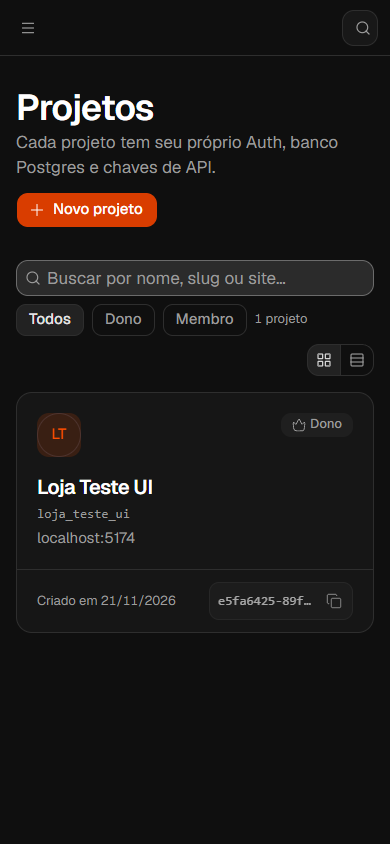 Projetos
Cada projeto tem seu próprio Auth, banco
Postgres e chaves de API.
Novo projeto
Buscar por nome, slug ou site…
Todos Dono Membro 1 projeto
LT Dono
Loja Teste UI
loja_teste_ui
localhost:5174
Criado em 21/11/2026 e5fa6425-89f…